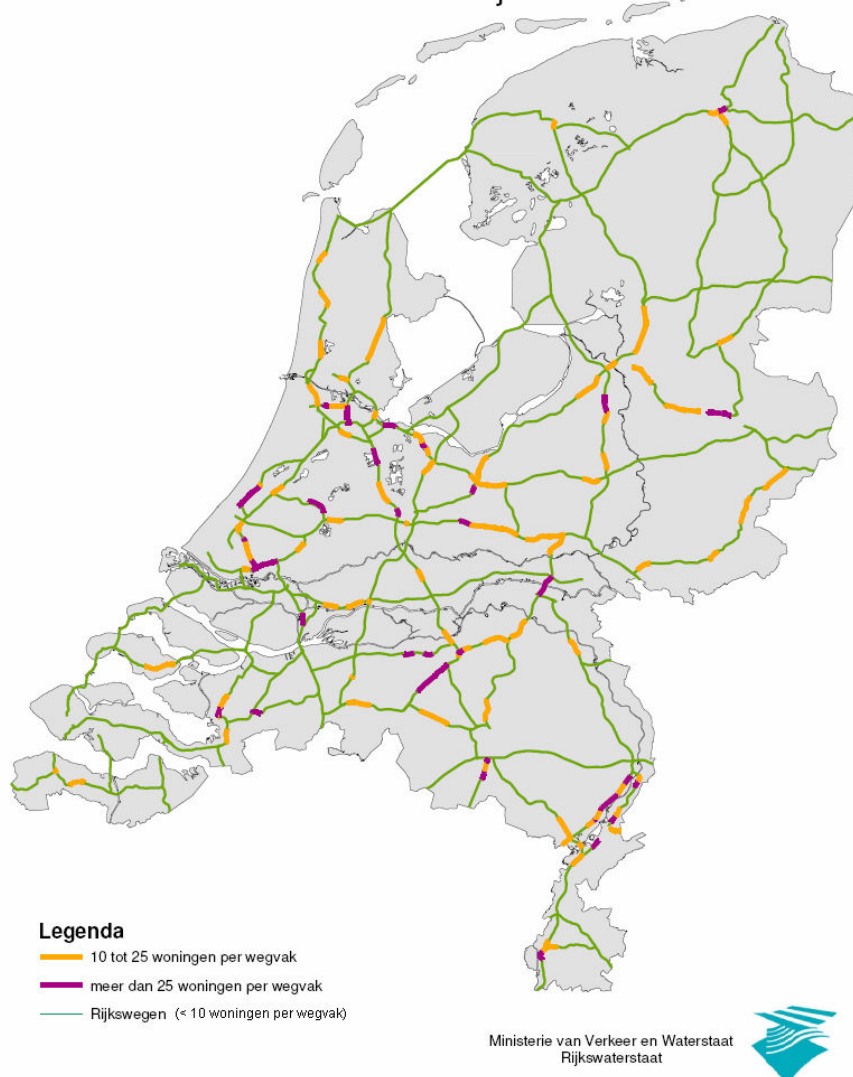 Legenda
10 tot 25 woningen per wegvak
meer dan 25 woningen per wegvak
Rijkswegen (< 10 woningen per wegvak)
Ministerie van Verkeer en Waterstaat
Rijkswaterstaat